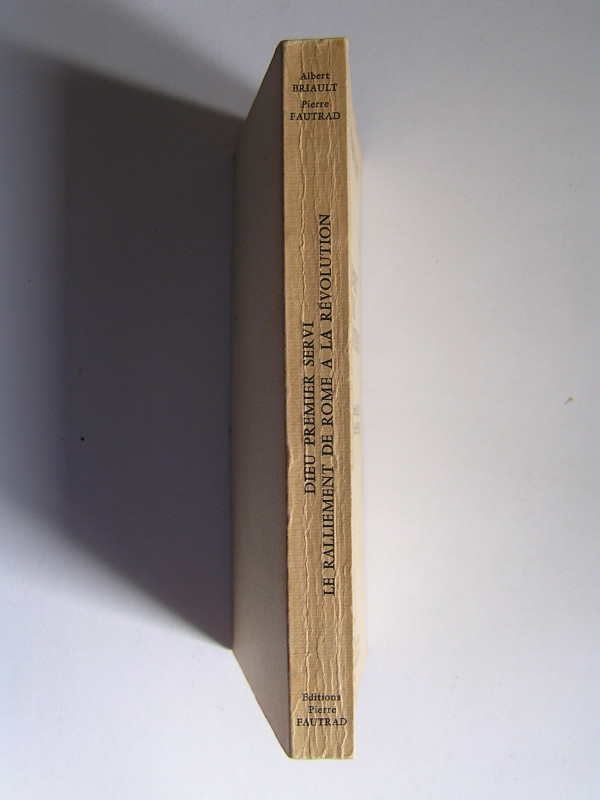 Albert
BRIAULT
Pierre
FAUTRAD
DIEU PREMIER SERVI
LE RALLIEMENT DE ROME A LA RÉVOLUTION
Editions
Pierre
FAUTRAD